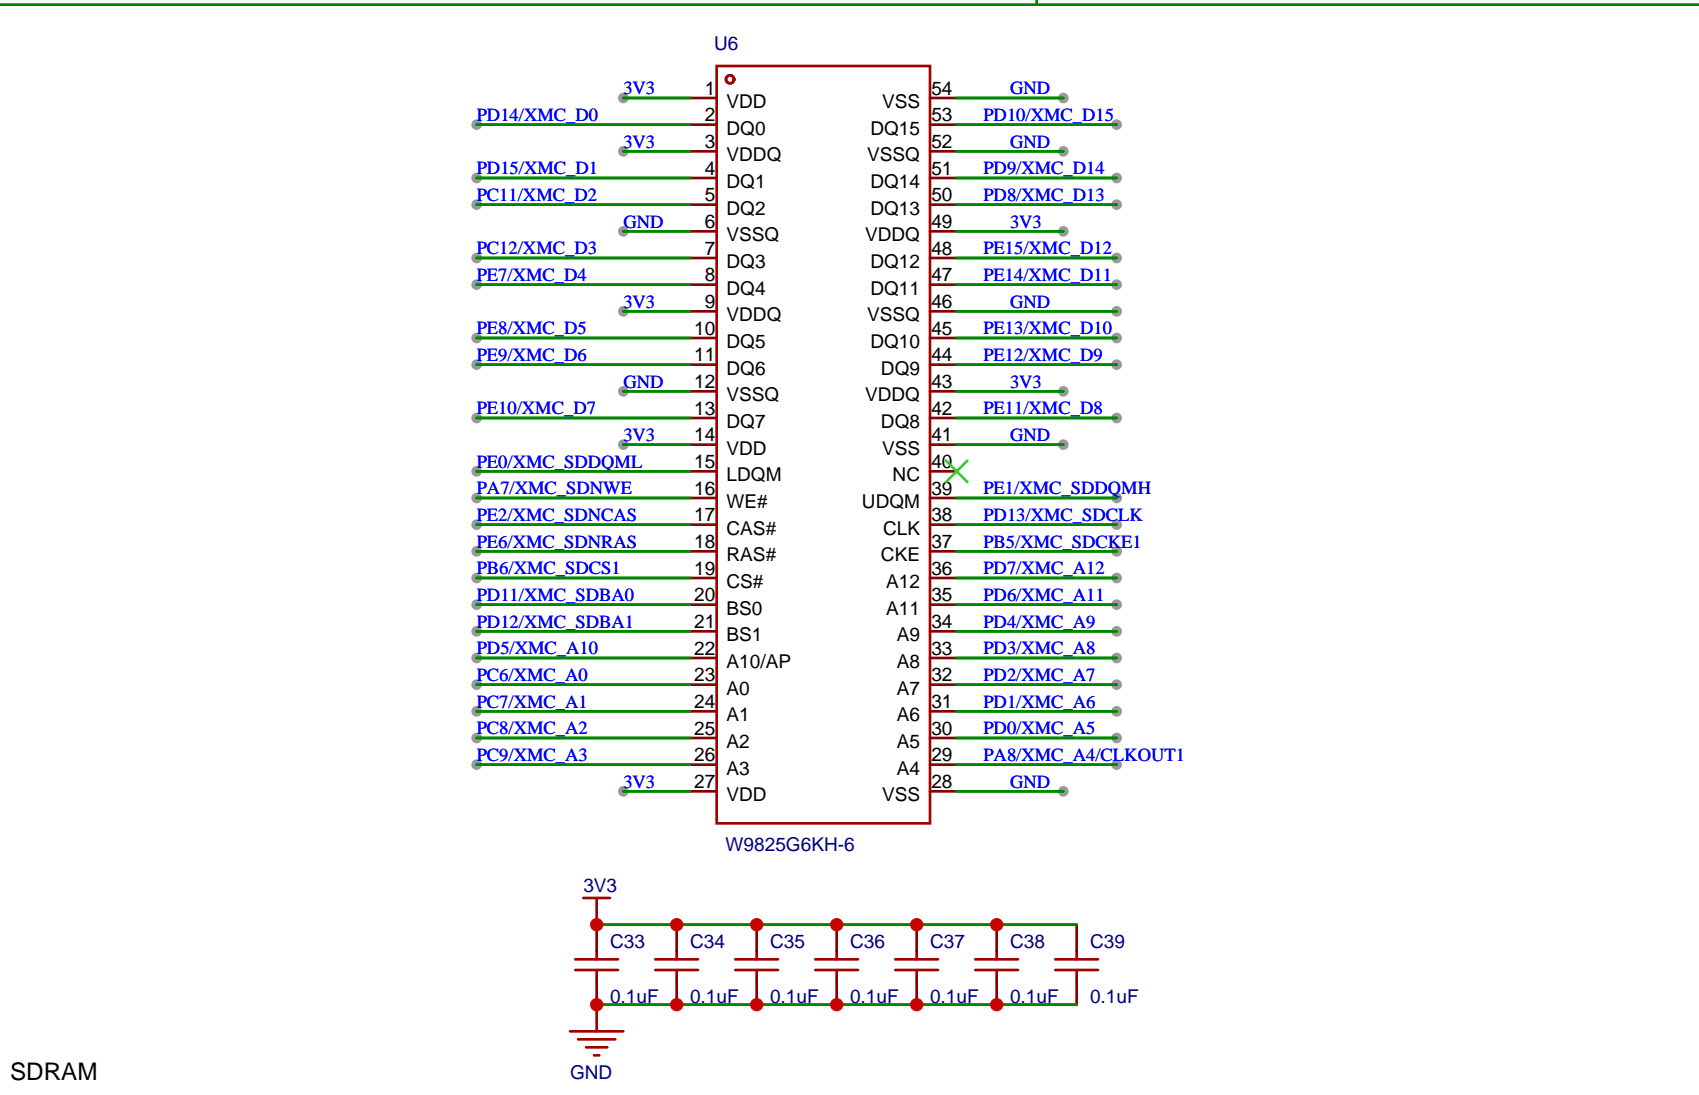 U6
3V3 1 VDD VSS 54 GND
PD14/XMC_D0 2 DQ0 DQ15 53 PD10/XMC_D15
3V3 3 VDDQ VSSQ 52 GND
PD15/XMC_D1 4 DQ1 DQ14 51 PD9/XMC_D14
PC11/XMC_D2 5 DQ2 DQ13 50 PD8/XMC_D13
GND 6 VSSQ VDDQ 49 3V3
PC12/XMC_D3 7 DQ3 DQ12 48 PE15/XMC_D12
PE7/XMC_D4 8 DQ4 DQ11 47 PE14/XMC_D11
3V3 9 VDDQ VSSQ 46 GND
PE8/XMC_D5 10 DQ5 DQ10 45 PE13/XMC_D10
PE9/XMC_D6 11 DQ6 DQ9 44 PE12/XMC_D9
GND 12 VSSQ VDDQ 43 3V3
PE10/XMC_D7 13 DQ7 DQ8 42 PE11/XMC_D8
3V3 14 VDD VSS 41 GND
PE0/XMC_SDDQML 15 LDQM NC 40
PA7/XMC_SDNWE 16 WE# UDQM 39 PE1/XMC_SDDQMH
PE2/XMC_SDNCAS 17 CAS# CLK 38 PD13/XMC_SDCLK
PE6/XMC_SDNRAS 18 RAS# CKE 37 PB5/XMC_SDCKE1
PB6/XMC_SDCS1 19 CS# A12 36 PD7/XMC_A12
PD11/XMC_SDBA0 20 BS0 A11 35 PD6/XMC_A11
PD12/XMC_SDBA1 21 BS1 A9 34 PD4/XMC_A9
PD5/XMC_A10 22 A10/AP A8 33 PD3/XMC_A8
PC6/XMC_A0 23 A0 A7 32 PD2/XMC_A7
PC7/XMC_A1 24 A1 A6 31 PD1/XMC_A6
PC8/XMC_A2 25 A2 A5 30 PD0/XMC_A5
PC9/XMC_A3 26 A3 A4 29 PA8/XMC_A4/CLKOUT1
3V3 27 VDD VSS 28 GND
W9825G6KH-6
3V3
C33 C34 C35 C36 C37 C38 C39
0.1uF 0.1uF 0.1uF 0.1uF 0.1uF 0.1uF 0.1uF
GND
SDRAM